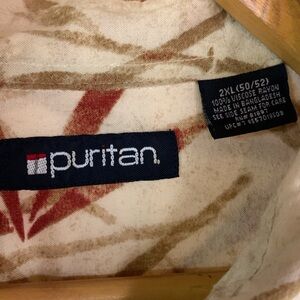 puritan.
2XL(50/52)
100% VISCOSE RAYON
MADE IN BANGLADESH
SEE SIDE SEAM FOR CARE